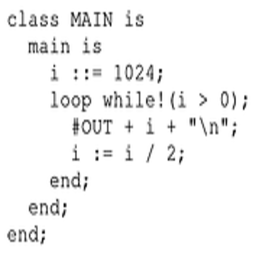 class MAIN is
main is
i ::= 1024;
loop while!(i > 0);
#OUT + i + "\n";
i := i / 2;
end;
end;
end;